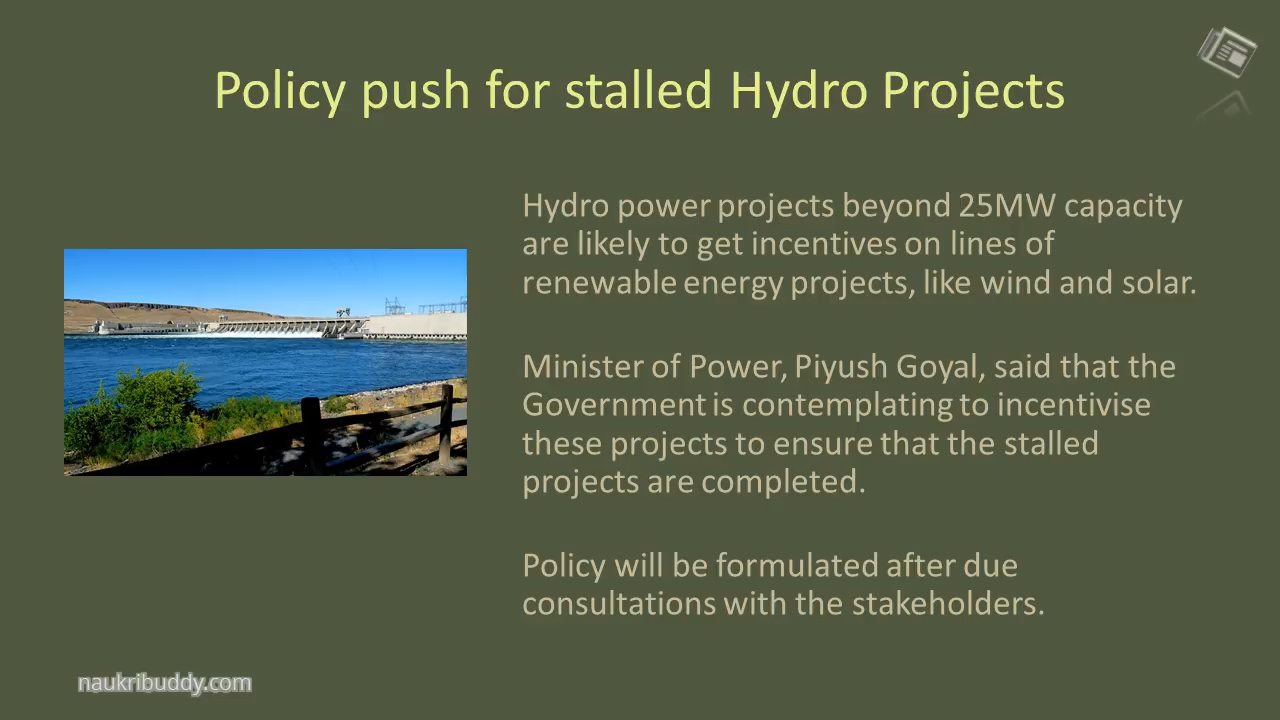 Policy push for stalled Hydro Projects
Hydro power projects beyond 25MW capacity
are likely to get incentives on lines of
renewable energy projects, like wind and solar.
Minister of Power, Piyush Goyal, said that the
Government is contemplating to incentivise
these projects to ensure that the stalled
projects are completed.
Policy will be formulated after due
consultations with the stakeholders.
naukribuddy.com